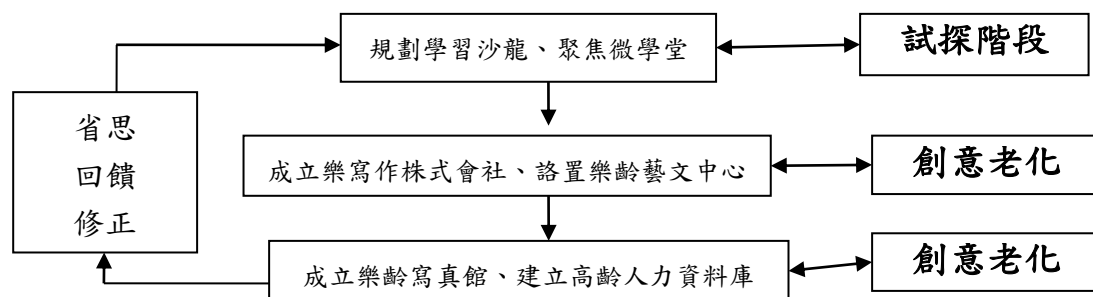 規劃學習沙龍、聚焦微學堂
試探階段
省思
回饋
修正
成立樂寫作株式會社、詻置樂齡藝文中心
創意老化
成立樂齡寫真館、建立高齡人力資料庫
創意老化